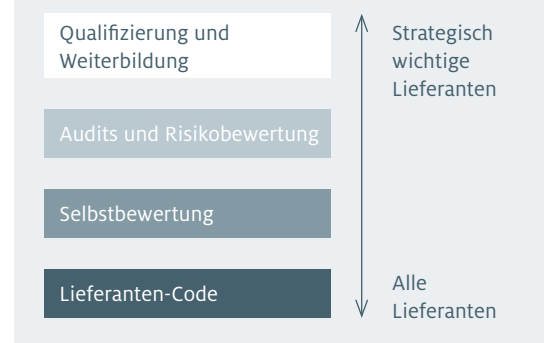 Qualifizierung und
Weiterbildung
Strategisch
wichtige
Lieferanten
Audits und Risikobewertung
Selbstbewertung
Lieferanten-Code
Alle
Lieferanten